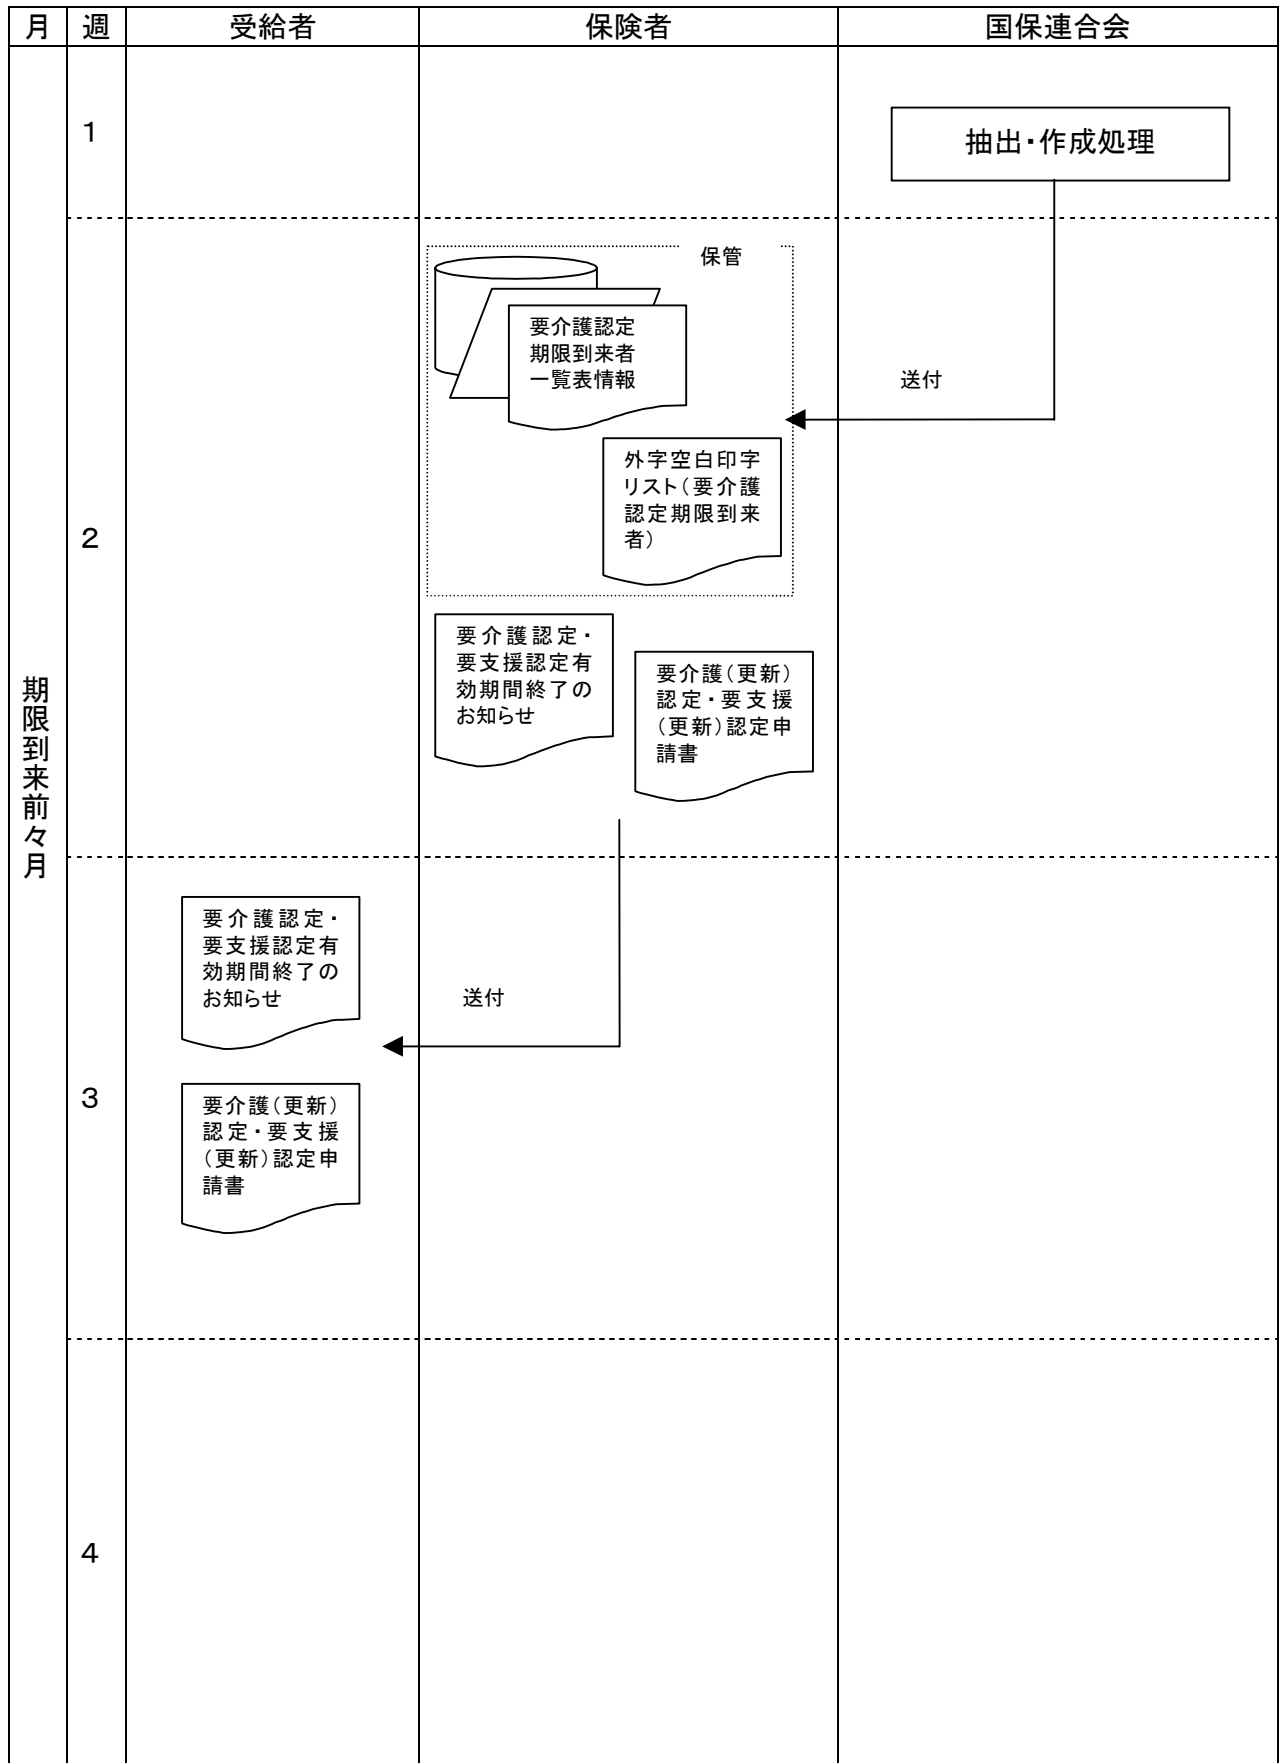 月 週 受給者 保険者 国保連合会
期限到来前々月
1
抽出・作成処理
2
保管
要介護認定
期限到来者
一覧表情報
送付
外字空白印字
リスト（要介護
認定期限到来
者）
要介護認定・
要支援認定有
効期間終了の
お知らせ
要介護（更新）
認定・要支援
（更新）認定申
請書
3
要介護認定・
要支援認定有
効期間終了の
お知らせ
送付
要介護（更新）
認定・要支援
（更新）認定申
請書
4